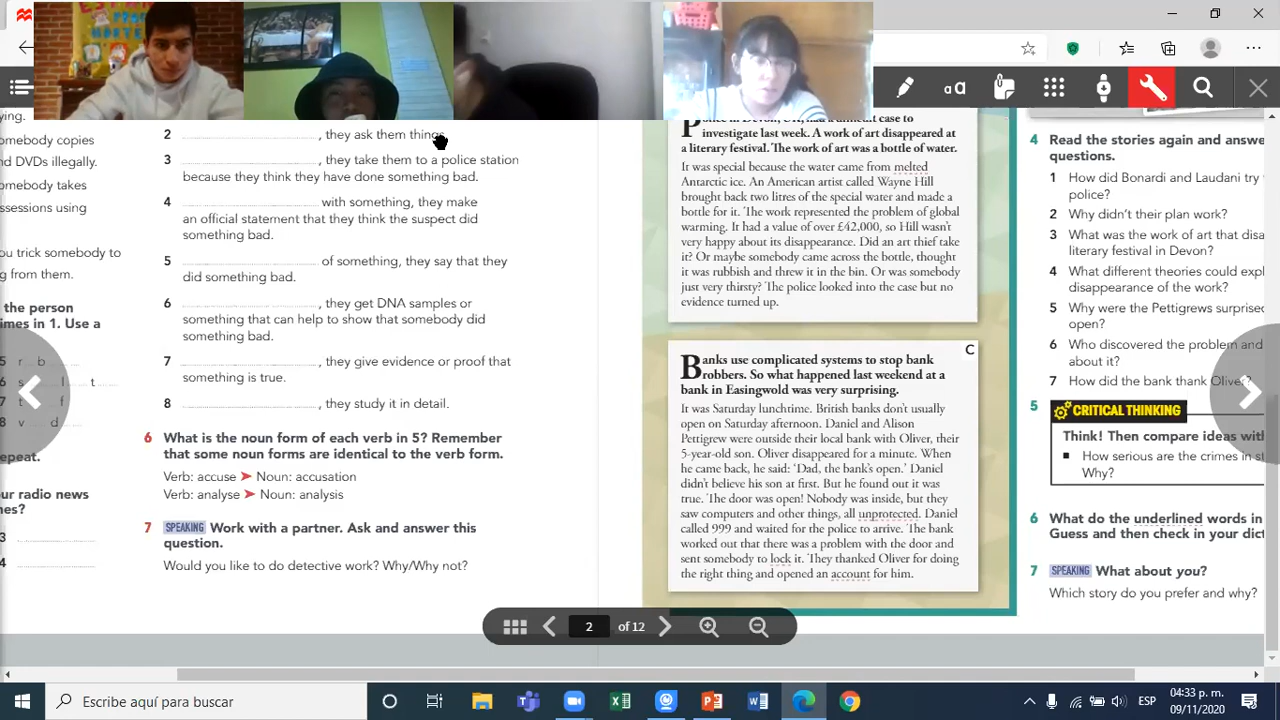 ying.
omebody copies
nd DVDs illegally.
omebody takes
ssessions using
ou trick somebody to
g from them.
the person
imes in 1. Use a
5 r b
6 s l t
7 t f
8 v d
epeat.
ur radio news
nes?
3
4
2 , they ask them things.
3 , they take them to a police station
because they think they have done something bad.
4 with something, they make
an official statement that they think the suspect did
something bad.
5 of something, they say that they
did something bad.
6 , they get DNA samples or
something that can help to show that somebody did
something bad.
7 , they give evidence or proof that
something is true.
8 , they study it in detail.
6 What is the noun form of each verb in 5? Remember
that some noun forms are identical to the verb form.
Verb: accuse ➤ Noun: accusation
Verb: analyse ➤ Noun: analysis
7 SPEAKING Work with a partner. Ask and answer this
question.
Would you like to do detective work? Why/Why not?
Police in Devon, UK, had a difficult case to
investigate last week. A work of art disappeared at
a literary festival. The work of art was a bottle of water.
It was special because the water came from melted
Antarctic ice. An American artist called Wayne Hill
brought back two litres of the special water and made a
bottle for it. The work represented the problem of global
warming. It had a value of over £42,000, so Hill wasn't
very happy about its disappearance. Did an art thief take
it? Or maybe somebody came across the bottle, thought
it was rubbish and threw it in the bin. Or was somebody
just very thirsty? The police looked into the case but no
evidence turned up.
C
Banks use complicated systems to stop bank
robbers. So what happened last weekend at a
bank in Easingwold was very surprising.
It was Saturday lunchtime. British banks don't usually
open on Saturday afternoon. Daniel and Alison
Pettigrew were outside their local bank with Oliver, their
5-year-old son. Oliver disappeared for a minute. When
he came back, he said: 'Dad, the bank's open.' Daniel
didn't believe his son at first. But he found out it was
true. The door was open! Nobody was inside, but they
saw computers and other things, all unprotected. Daniel
called 999 and waited for the police to arrive. The bank
worked out that there was a problem with the door and
sent somebody to lock it. They thanked Oliver for doing
the right thing and opened an account for him.
4 Read the stories again and answe
questions.
1 How did Bonardi and Laudani try
police?
2 Why didn't their plan work?
3 What was the work of art that disa
literary festival in Devon?
4 What different theories could expl
disappearance of the work?
5 Why were the Pettigrews surprised
open?
6 Who discovered the problem and
about it?
7 How did the bank thank Oliver?
5 CRITICAL THINKING
Think! Then compare ideas with
■ How serious are the crimes in st
Why?
6 What do the underlined words in
Guess and then check in your dict
7 SPEAKING What about you?
Which story do you prefer and why?
2 of 12
Escribe aquí para buscar
ESP
04:33 p. m.
09/11/2020